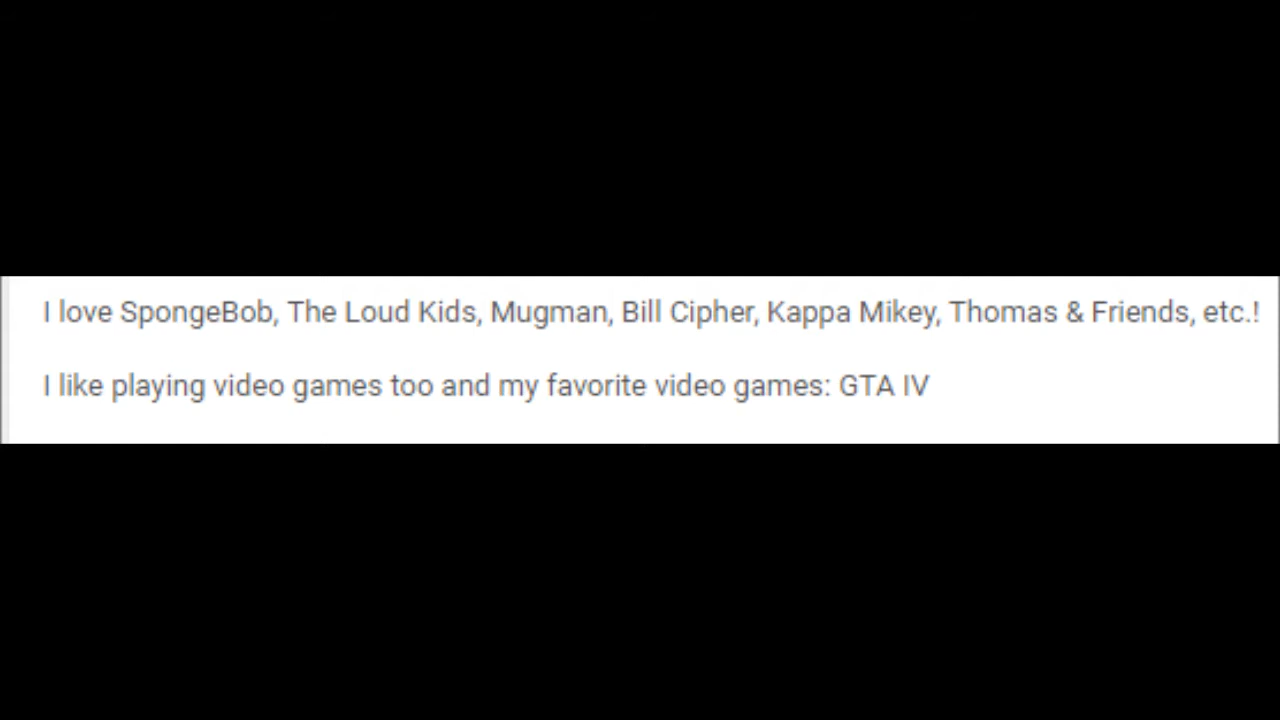 I love SpongeBob, The Loud Kids, Mugman, Bill Cipher, Kappa Mikey, Thomas & Friends, etc.!
I like playing video games too and my favorite video games: GTA IV